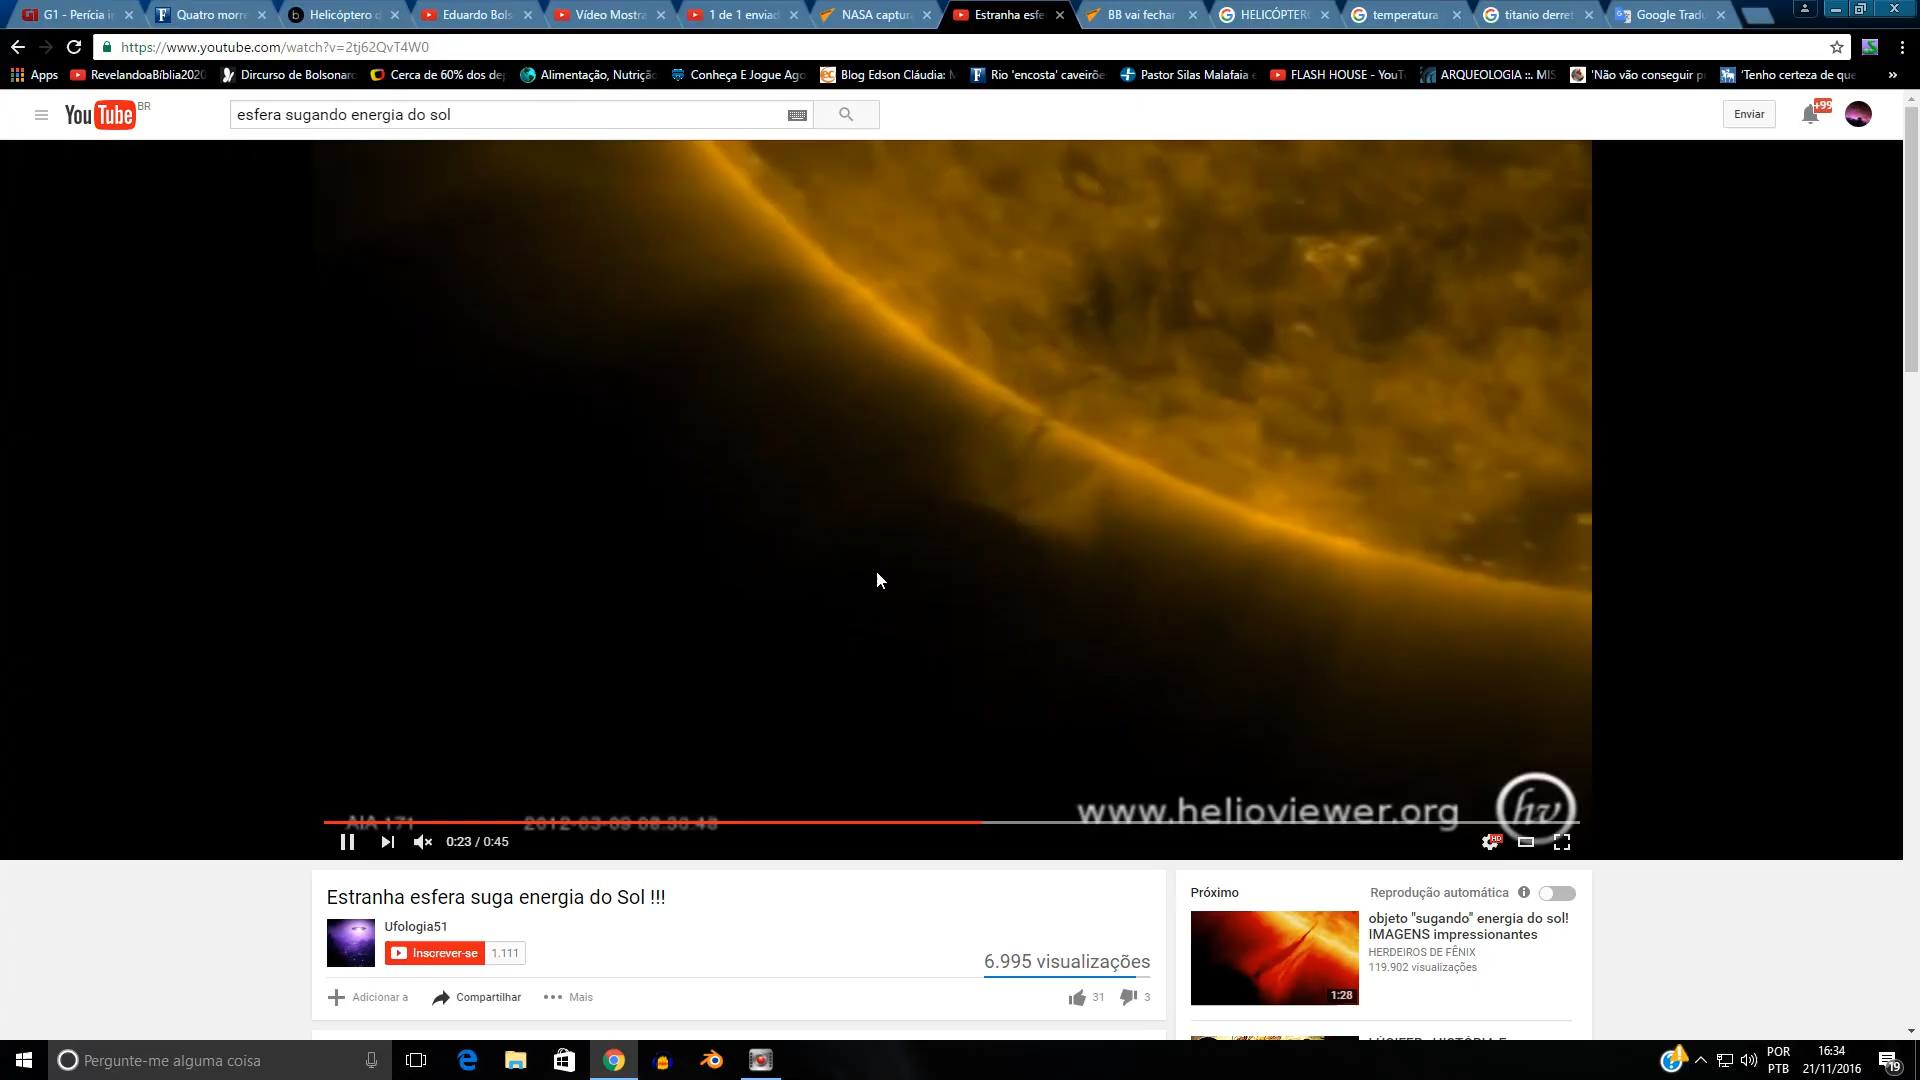 G1 - Perícia i
Quatro morre
Helicóptero d
Eduardo Bols
Vídeo Mostra
1 de 1 enviad
NASA captura
Estranha esfe
BB vai fechar
HELICÓPTER
temperatura
titanio derret
Google Tradu
https://www.youtube.com/watch?v=2tj62QvT4W0
Apps
RevelandoaBíblia2020
Dircurso de Bolsonaro
Cerca de 60% dos dep
Alimentação, Nutriçã
Conheça E Jogue Ago
Blog Edson Cláudia:
Rio 'encosta' caveirõe
Pastor Silas Malafaia
FLASH HOUSE - YouT
ARQUEOLOGIA ::. MIS
'Não vão conseguir p
'Tenho certeza de que
YouTube BR
esfera sugando energia do sol
Enviar
+99
www.helioviewer.org
hv
AIA 171
0:23 / 0:45
HD
Estranha esfera suga energia do Sol !!!
Ufologia51
Inscrever-se 1.111
6.995 visualizações
Adicionar a
Compartilhar
Mais
31
3
Próximo
Reprodução automática
objeto "sugando" energia do sol!
IMAGENS impressionantes
HERDEIROS DE FÊNIX
119.902 visualizações
1:28
Pergunte-me alguma coisa
POR
PTB
16:34
21/11/2016
19